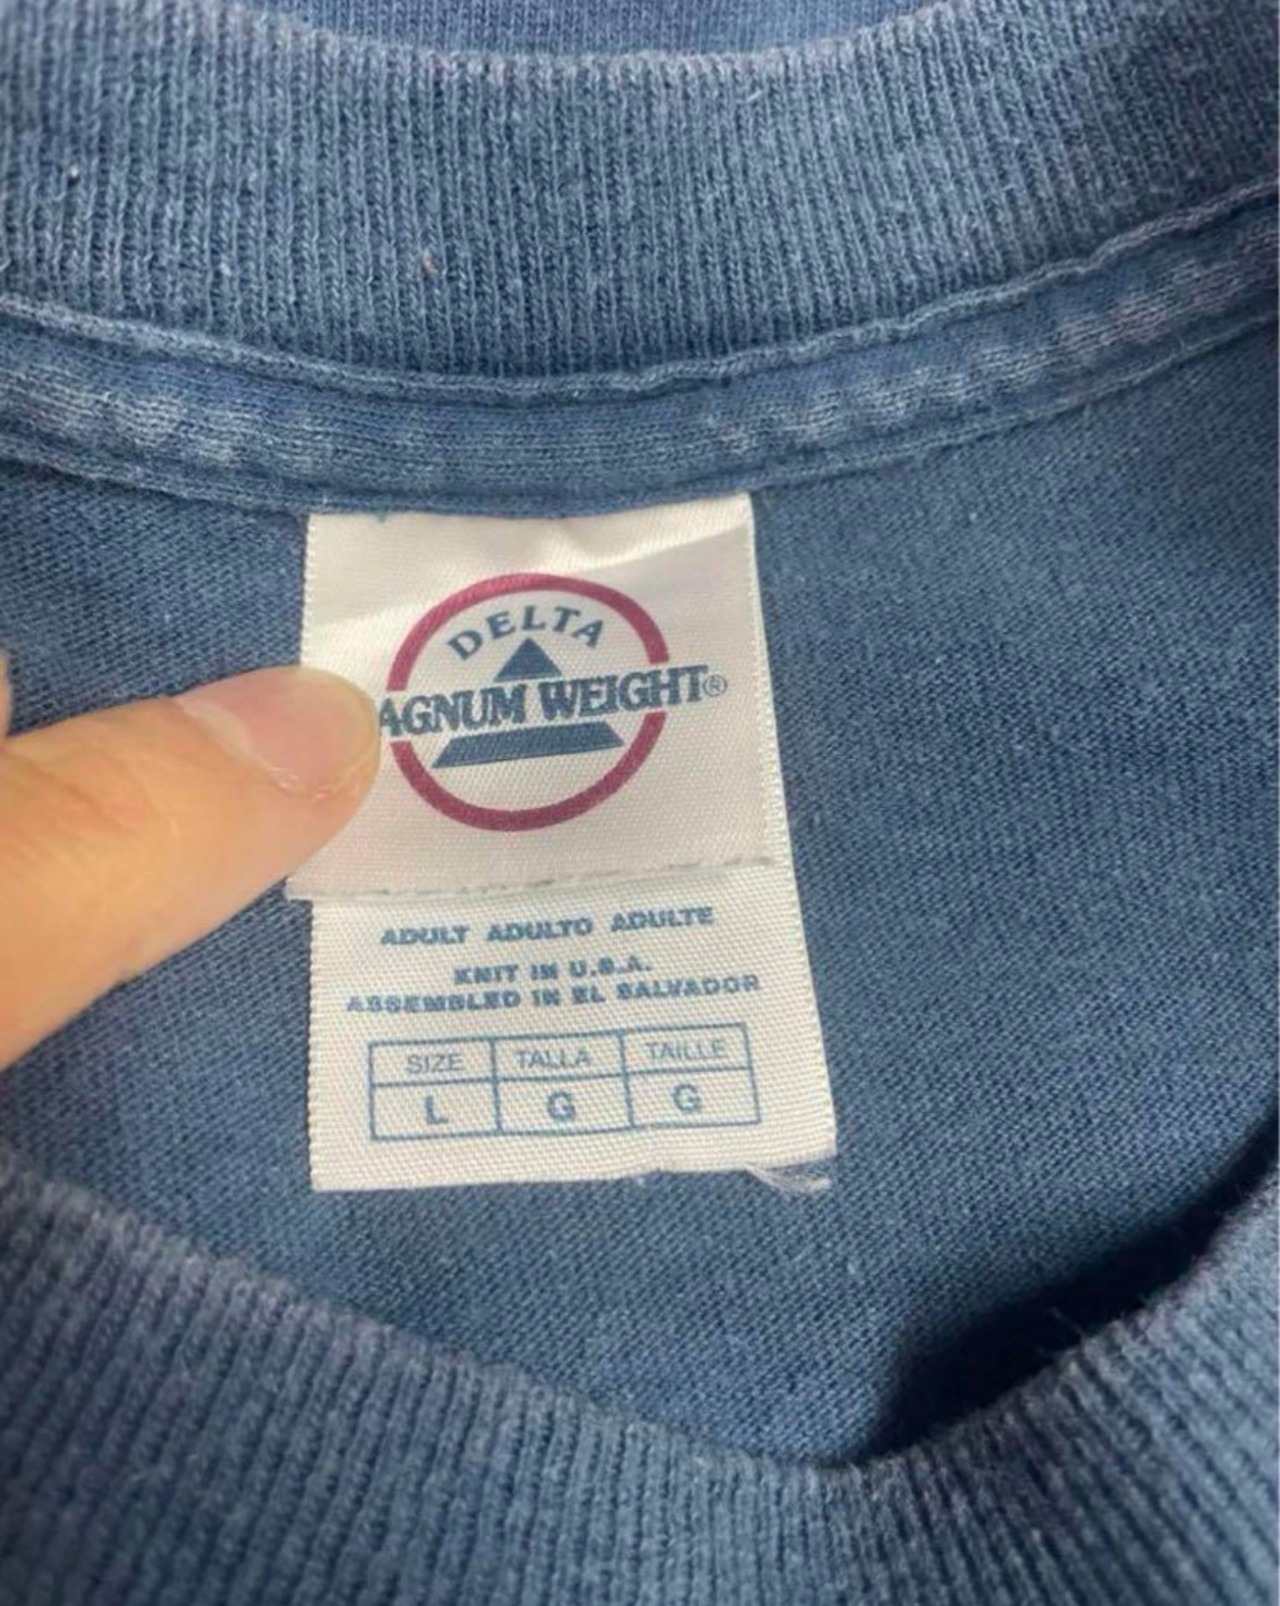 DELTA
AGNUM WEIGHT®
ADULT ADULTO ADULTE
KNIT IN U.S.A.
ASSEMBLED IN EL SALVADOR
SIZE TALLA TAILLE
L G G